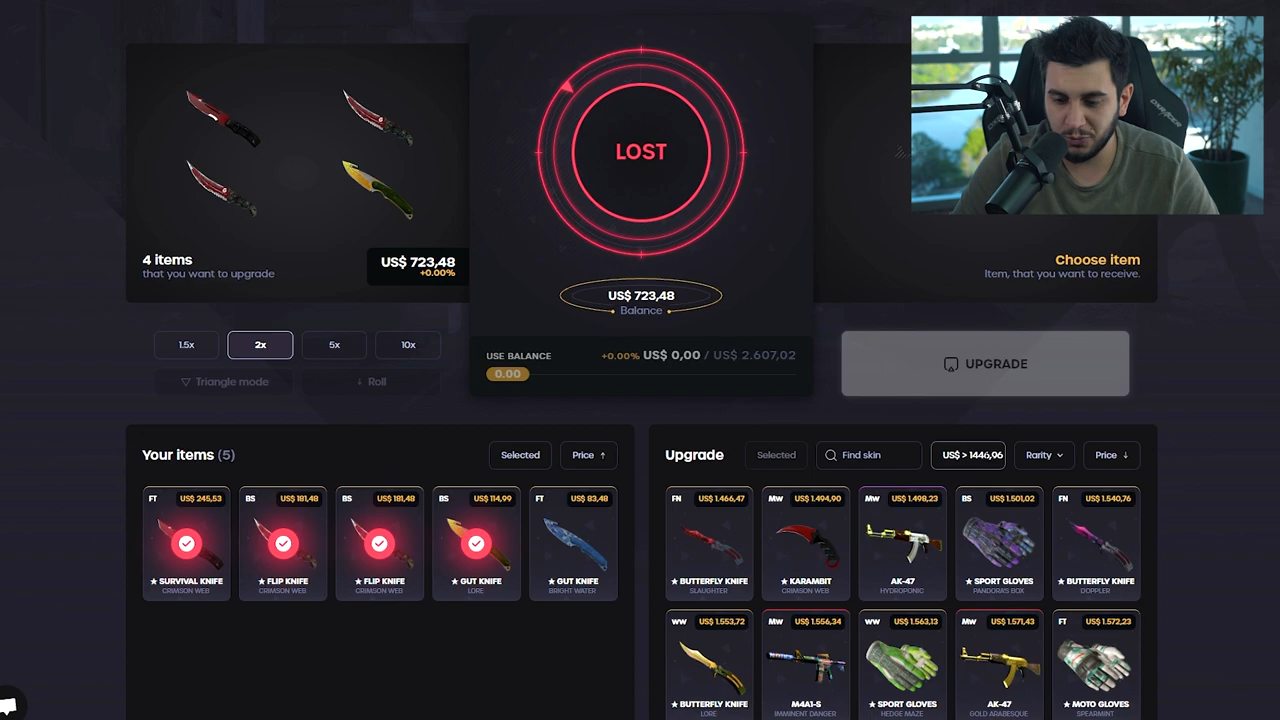 LOST
4 items
that you want to upgrade
US$ 723,48
+0.00%
US$ 723,48
Balance
Choose item
Item, that you want to receive.
1.5x
2x
5x
10x
Triangle mode
Roll
USE BALANCE
+0.00% US$ 0,00 / US$ 2.607,02
0.00
UPGRADE
Your items (5)
Selected
Price ↑
Upgrade
Selected
Find skin
US$ > 1446,96
Rarity
Price ↓
FT US$ 245,53
★ SURVIVAL KNIFE
CRIMSON WEB
BS US$ 181,48
★ FLIP KNIFE
CRIMSON WEB
BS US$ 181,48
★ FLIP KNIFE
CRIMSON WEB
BS US$ 114,99
★ GUT KNIFE
LORE
FT US$ 83,48
★ GUT KNIFE
BRIGHT WATER
FN US$ 1.466,47
★ BUTTERFLY KNIFE
SLAUGHTER
MW US$ 1.494,90
★ KARAMBIT
CRIMSON WEB
MW US$ 1.498,23
AK-47
HYDROPONIC
BS US$ 1.501,02
★ SPORT GLOVES
PANDORA'S BOX
FN US$ 1.540,76
★ BUTTERFLY KNIFE
DOPPLER
WW US$ 1.553,72
★ BUTTERFLY KNIFE
LORE
MW US$ 1.556,34
M4A1-S
IMMINENT DANGER
WW US$ 1.563,13
★ SPORT GLOVES
HEDGE MAZE
MW US$ 1.571,43
AK-47
GOLD ARABESQUE
FT US$ 1.572,23
★ MOTO GLOVES
SPEARMINT